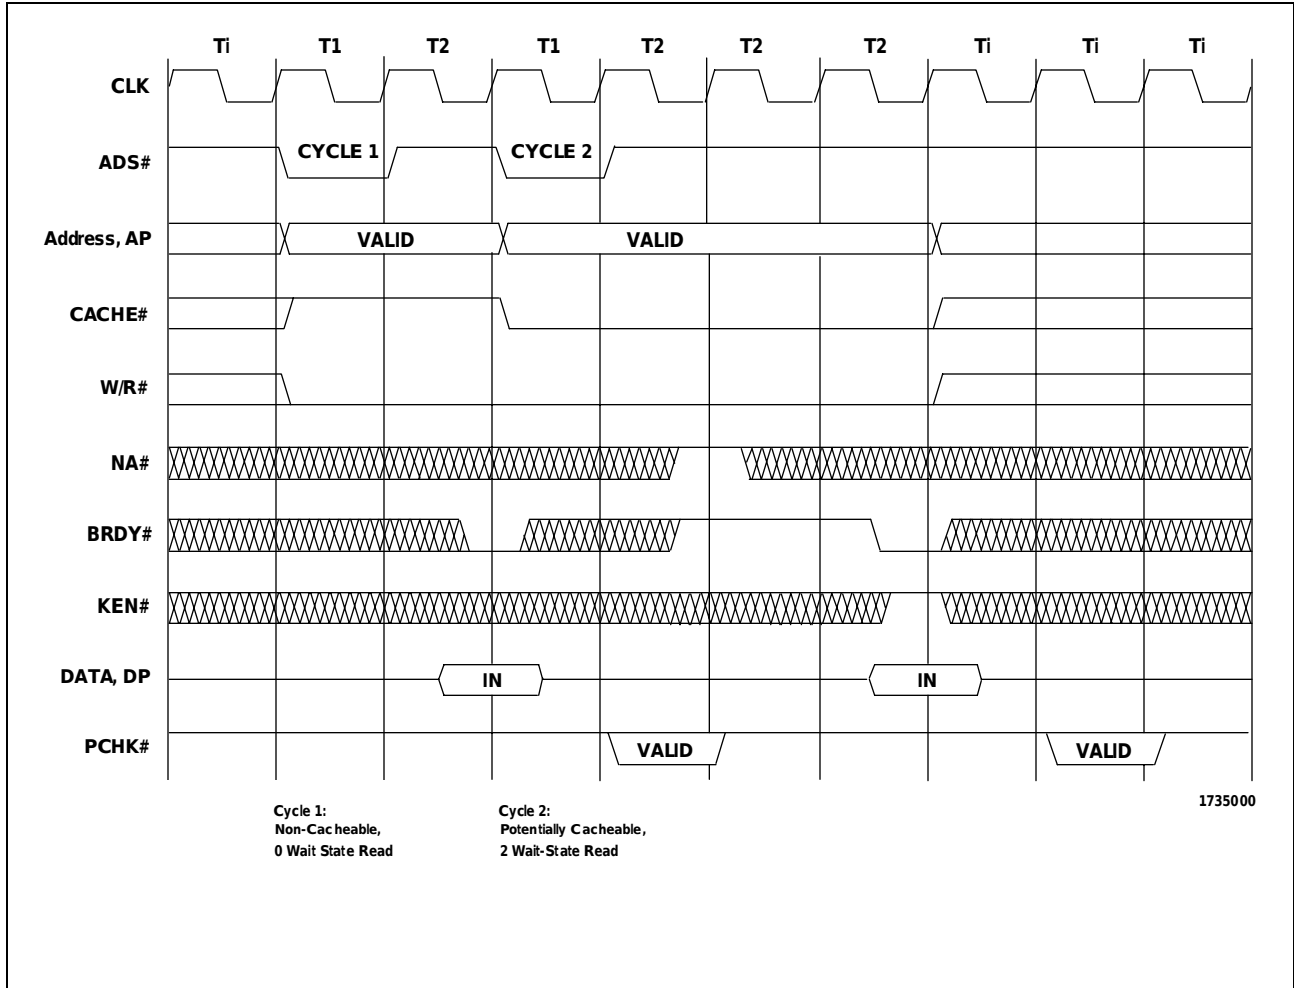 Ti T1 T2 T1 T2 T2 T2 Ti Ti Ti
CLK
ADS# CYCLE 1 CYCLE 2
Address, AP VALID VALID
CACHE#
W/R#
NA#
BRDY#
KEN#
DATA, DP IN IN
PCHK# VALID VALID
1735000
Cycle 1:
Non-Cacheable,
0 Wait State Read
Cycle 2:
Potentially Cacheable,
2 Wait-State Read